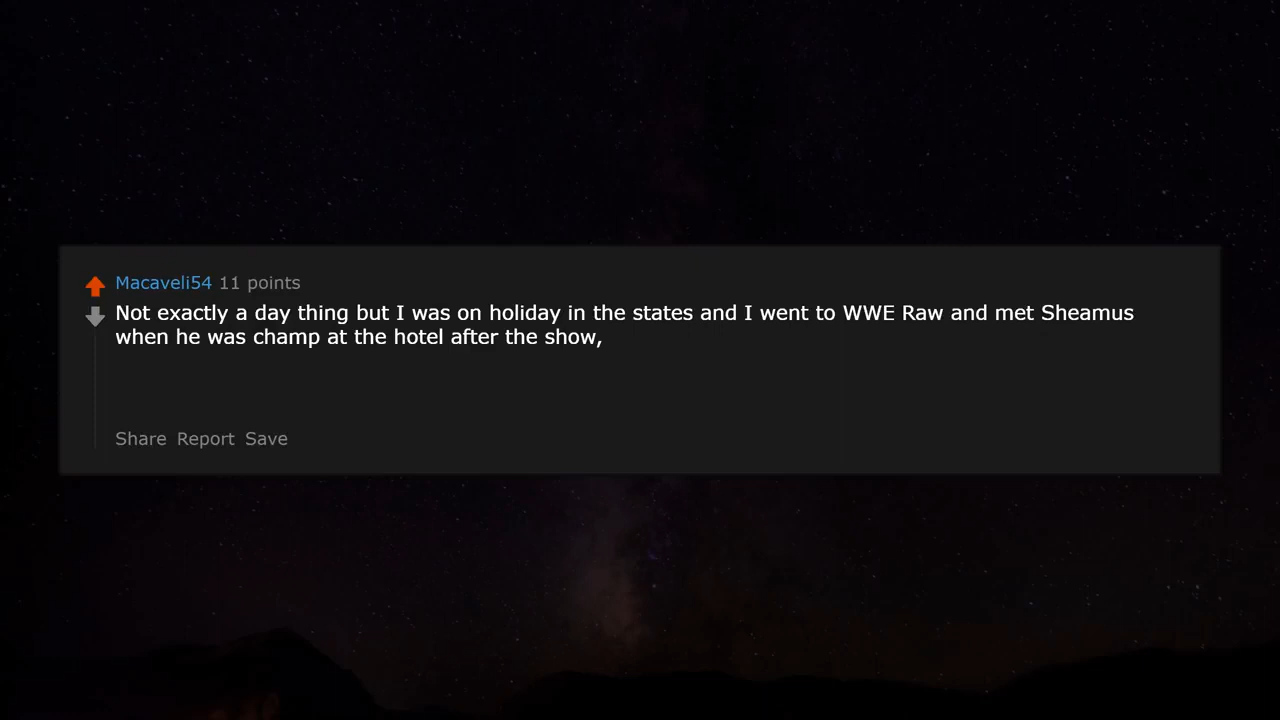 Macaveli54 11 points
Not exactly a day thing but I was on holiday in the states and I went to WWE Raw and met Sheamus
when he was champ at the hotel after the show,
Share Report Save